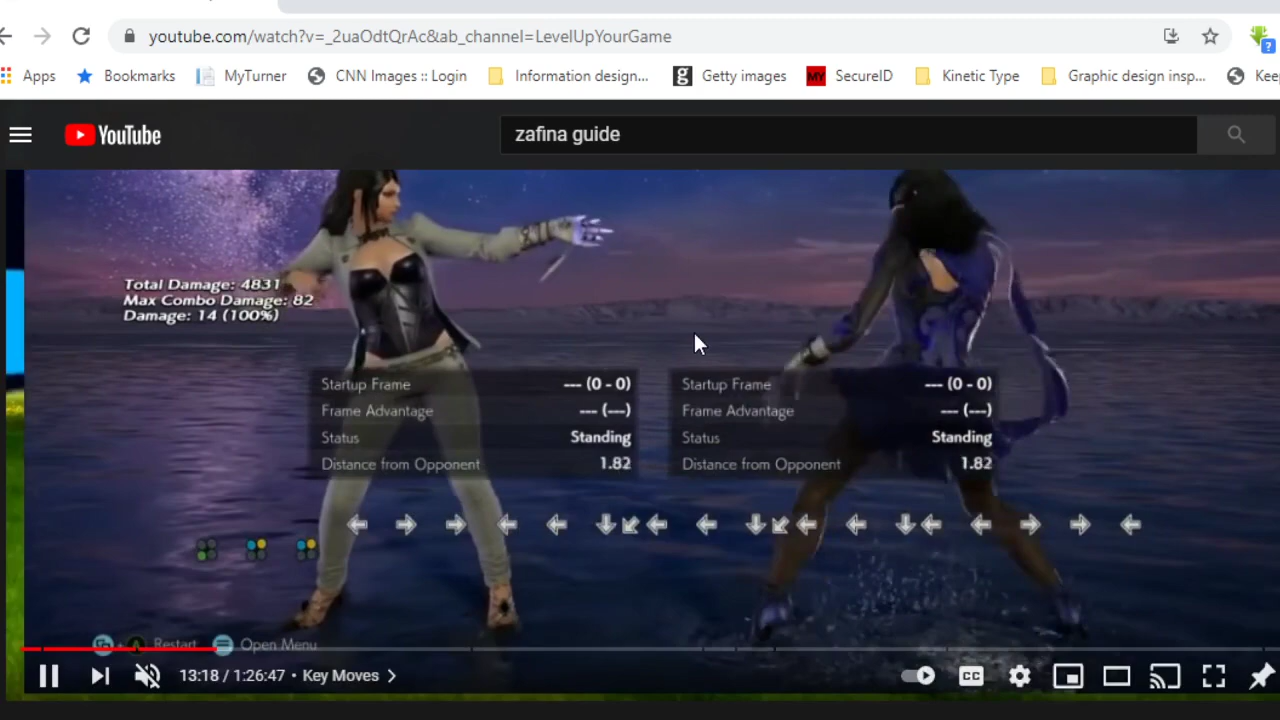 youtube.com/watch?v=_2uaOdtQrAc&ab_channel=LevelUpYourGame
Apps Bookmarks MyTurner CNN Images :: Login Information design... Getty images MY SecureID Kinetic Type Graphic design insp... Kee
YouTube zafina guide
Total Damage: 4831
Max Combo Damage: 82
Damage: 14 (100%)
Startup Frame --- (0 - 0) Startup Frame --- (0 - 0)
Frame Advantage --- (---) Frame Advantage --- (---)
Status Standing Status Standing
Distance from Opponent 1.82 Distance from Opponent 1.82
+ A Restart Open Menu
13:18 / 1:26:47 • Key Moves CC